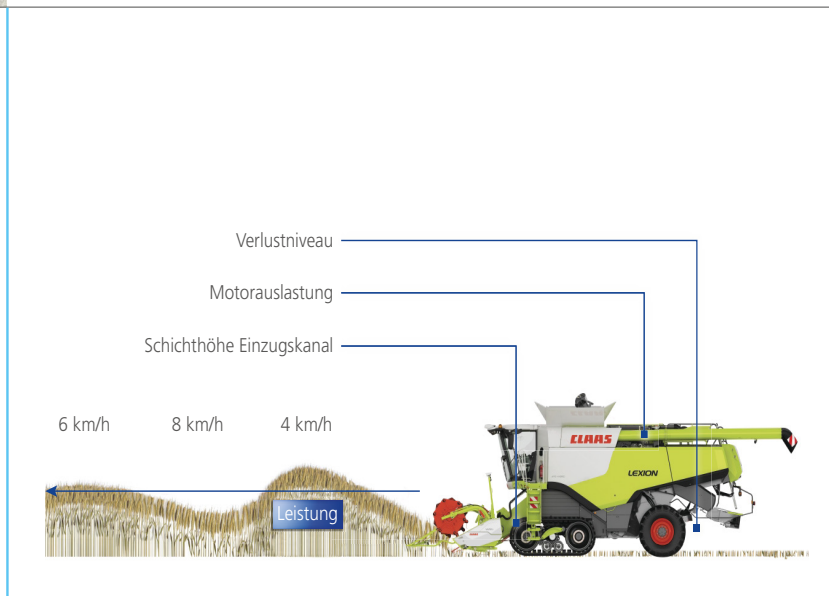 Verlustniveau
Motorauslastung
Schichthöhe Einzugskanal
6 km/h
8 km/h
4 km/h
CLAAS
LEXION
Leistung